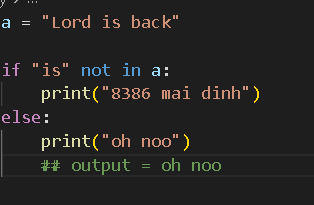 a = "Lord is back"
if "is" not in a:
    print("8386 mai dinh")
else:
    print("oh noo")
    ## output = oh noo